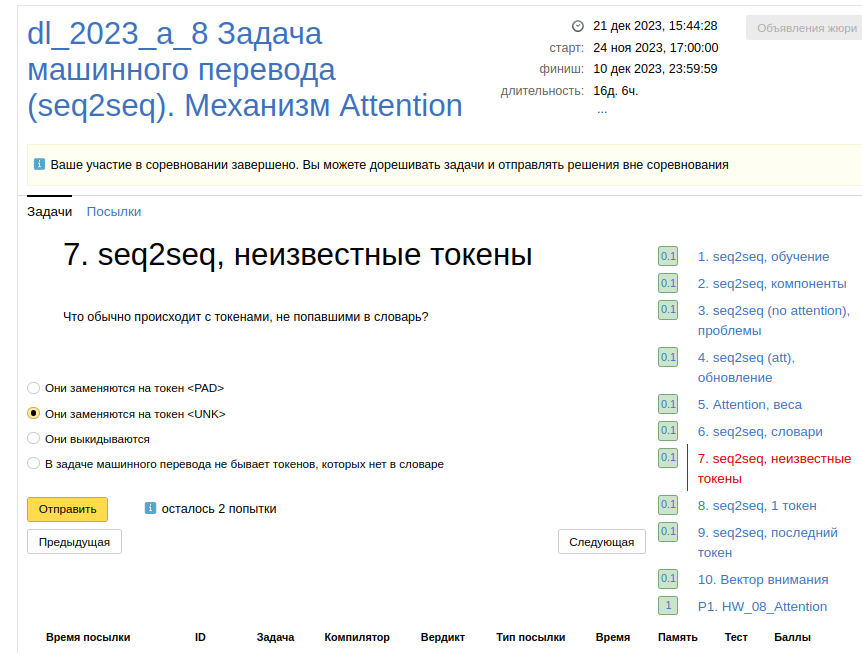 dl_2023_a_8 Задача
машинного перевода
(seq2seq). Механизм Attention
21 дек 2023, 15:44:28
старт: 24 ноя 2023, 17:00:00
финиш: 10 дек 2023, 23:59:59
длительность: 16д. 6ч.
...
Объявления жюри
Ваше участие в соревновании завершено. Вы можете дорешивать задачи и отправлять решения вне соревнования
Задачи Посылки
7. seq2seq, неизвестные токены
Что обычно происходит с токенами, не попавшими в словарь?
Они заменяются на токен <PAD>
Они заменяются на токен <UNK>
Они выкидываются
В задаче машинного перевода не бывает токенов, которых нет в словаре
Отправить осталось 2 попытки
Предыдущая Следующая
0.1 1. seq2seq, обучение
0.1 2. seq2seq, компоненты
0.1 3. seq2seq (no attention),
проблемы
0.1 4. seq2seq (att),
обновление
0.1 5. Attention, веса
0.1 6. seq2seq, словари
0.1 7. seq2seq, неизвестные
токены
0.1 8. seq2seq, 1 токен
0.1 9. seq2seq, последний
токен
0.1 10. Вектор внимания
1 P1. HW_08_Attention
Время посылки ID Задача Компилятор Вердикт Тип посылки Время Память Тест Баллы